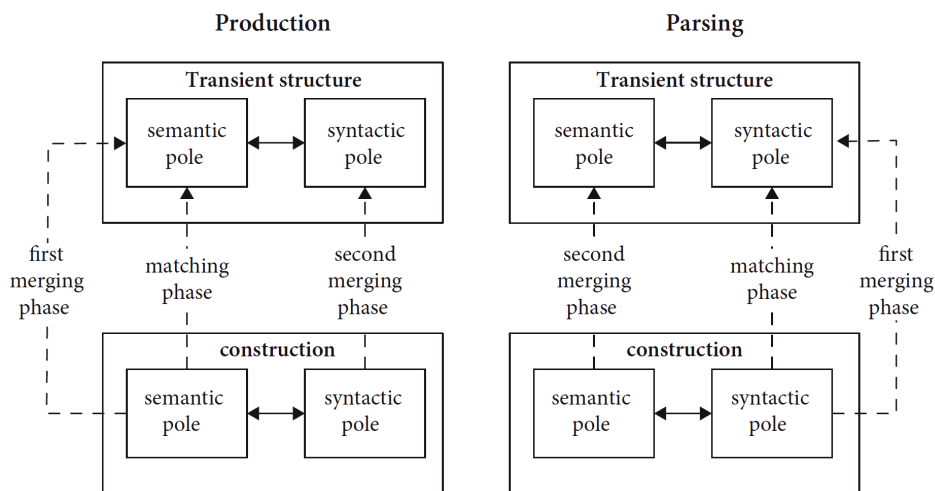 Production
Transient structure
semantic
pole
syntactic
pole
first
merging
phase
matching
phase
second
merging
phase
construction
semantic
pole
syntactic
pole
Parsing
Transient structure
semantic
pole
syntactic
pole
second
merging
phase
matching
phase
first
merging
phase
construction
semantic
pole
syntactic
pole